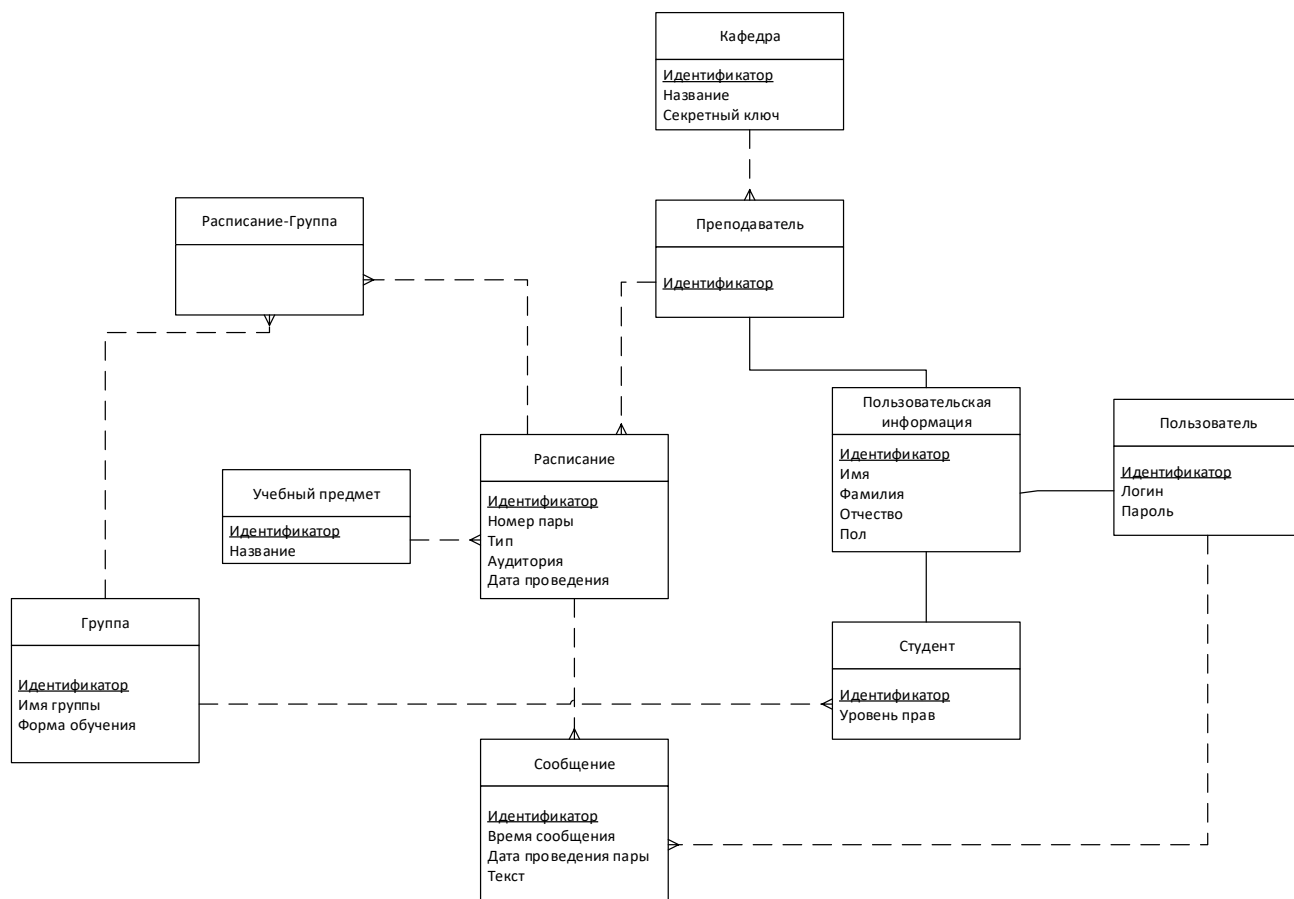 Кафедра
Идентификатор
Название
Секретный ключ
Расписание-Группа
Преподаватель
Идентификатор
Пользовательская
информация
Идентификатор
Имя
Фамилия
Отчество
Пол
Пользователь
Идентификатор
Логин
Пароль
Расписание
Идентификатор
Номер пары
Тип
Аудитория
Дата проведения
Учебный предмет
Идентификатор
Название
Группа
Идентификатор
Имя группы
Форма обучения
Студент
Идентификатор
Уровень прав
Сообщение
Идентификатор
Время сообщения
Дата проведения пары
Текст